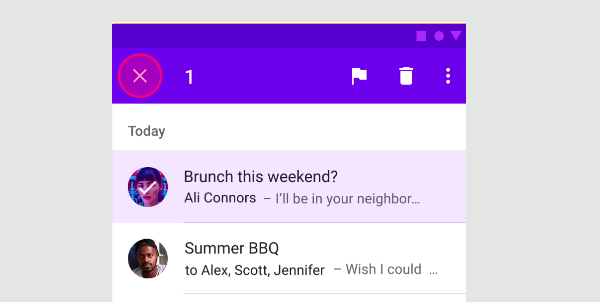 1
Today
Brunch this weekend?
Ali Connors – I'll be in your neighbor...
Summer BBQ
to Alex, Scott, Jennifer – Wish I could ...